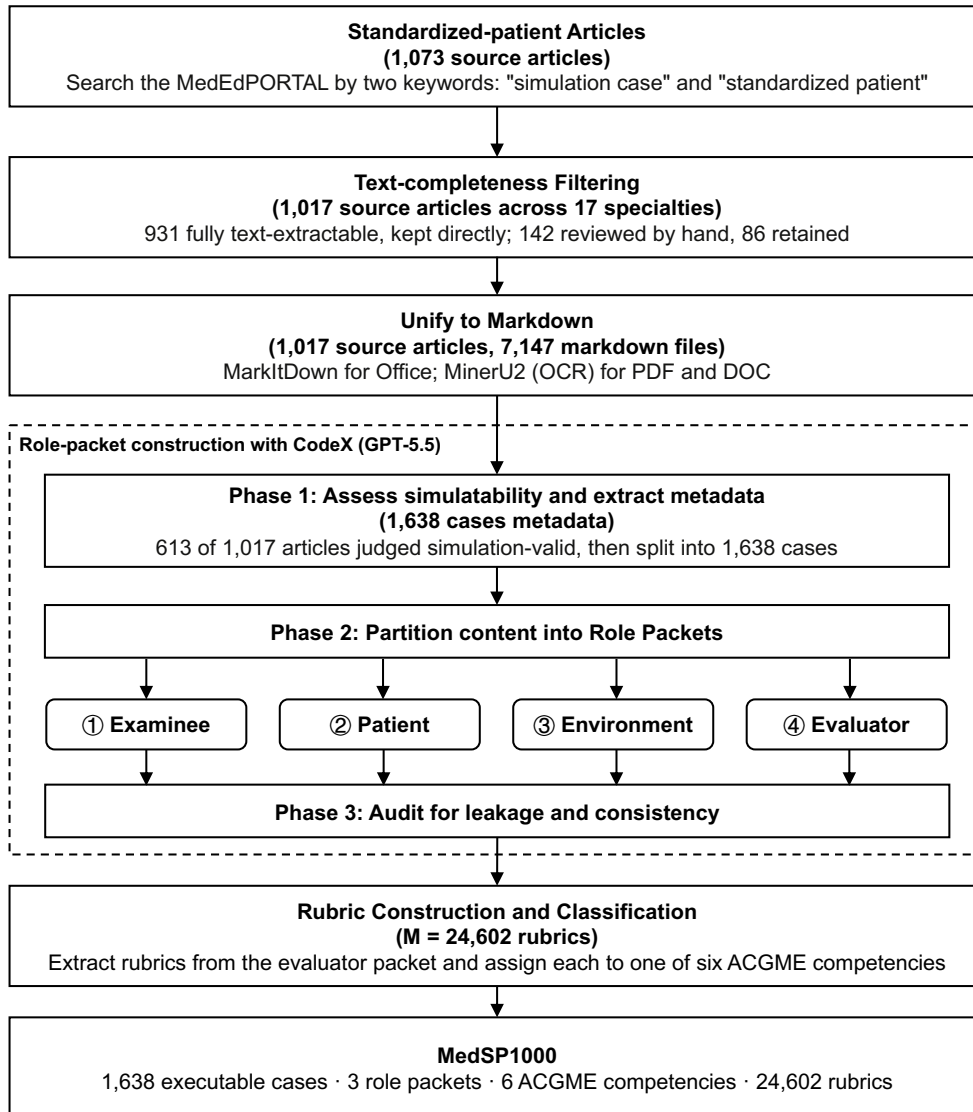 Standardized-patient Articles
(1,073 source articles)
Search the MedEdPORTAL by two keywords: "simulation case" and "standardized patient"
Text-completeness Filtering
(1,017 source articles across 17 specialties)
931 fully text-extractable, kept directly; 142 reviewed by hand, 86 retained
Unify to Markdown
(1,017 source articles, 7,147 markdown files)
MarkItDown for Office; MinerU2 (OCR) for PDF and DOC
Role-packet construction with CodeX (GPT-5.5)
Phase 1: Assess simulatability and extract metadata
(1,638 cases metadata)
613 of 1,017 articles judged simulation-valid, then split into 1,638 cases
Phase 2: Partition content into Role Packets
① Examinee
② Patient
③ Environment
④ Evaluator
Phase 3: Audit for leakage and consistency
Rubric Construction and Classification
(M = 24,602 rubrics)
Extract rubrics from the evaluator packet and assign each to one of six ACGME competencies
MedSP1000
1,638 executable cases · 3 role packets · 6 ACGME competencies · 24,602 rubrics